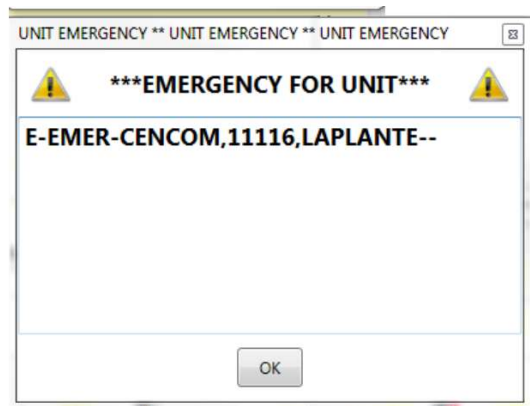 UNIT EMERGENCY ** UNIT EMERGENCY ** UNIT EMERGENCY
***EMERGENCY FOR UNIT***
E-EMER-CENCOM,11116,LAPLANTE--
OK